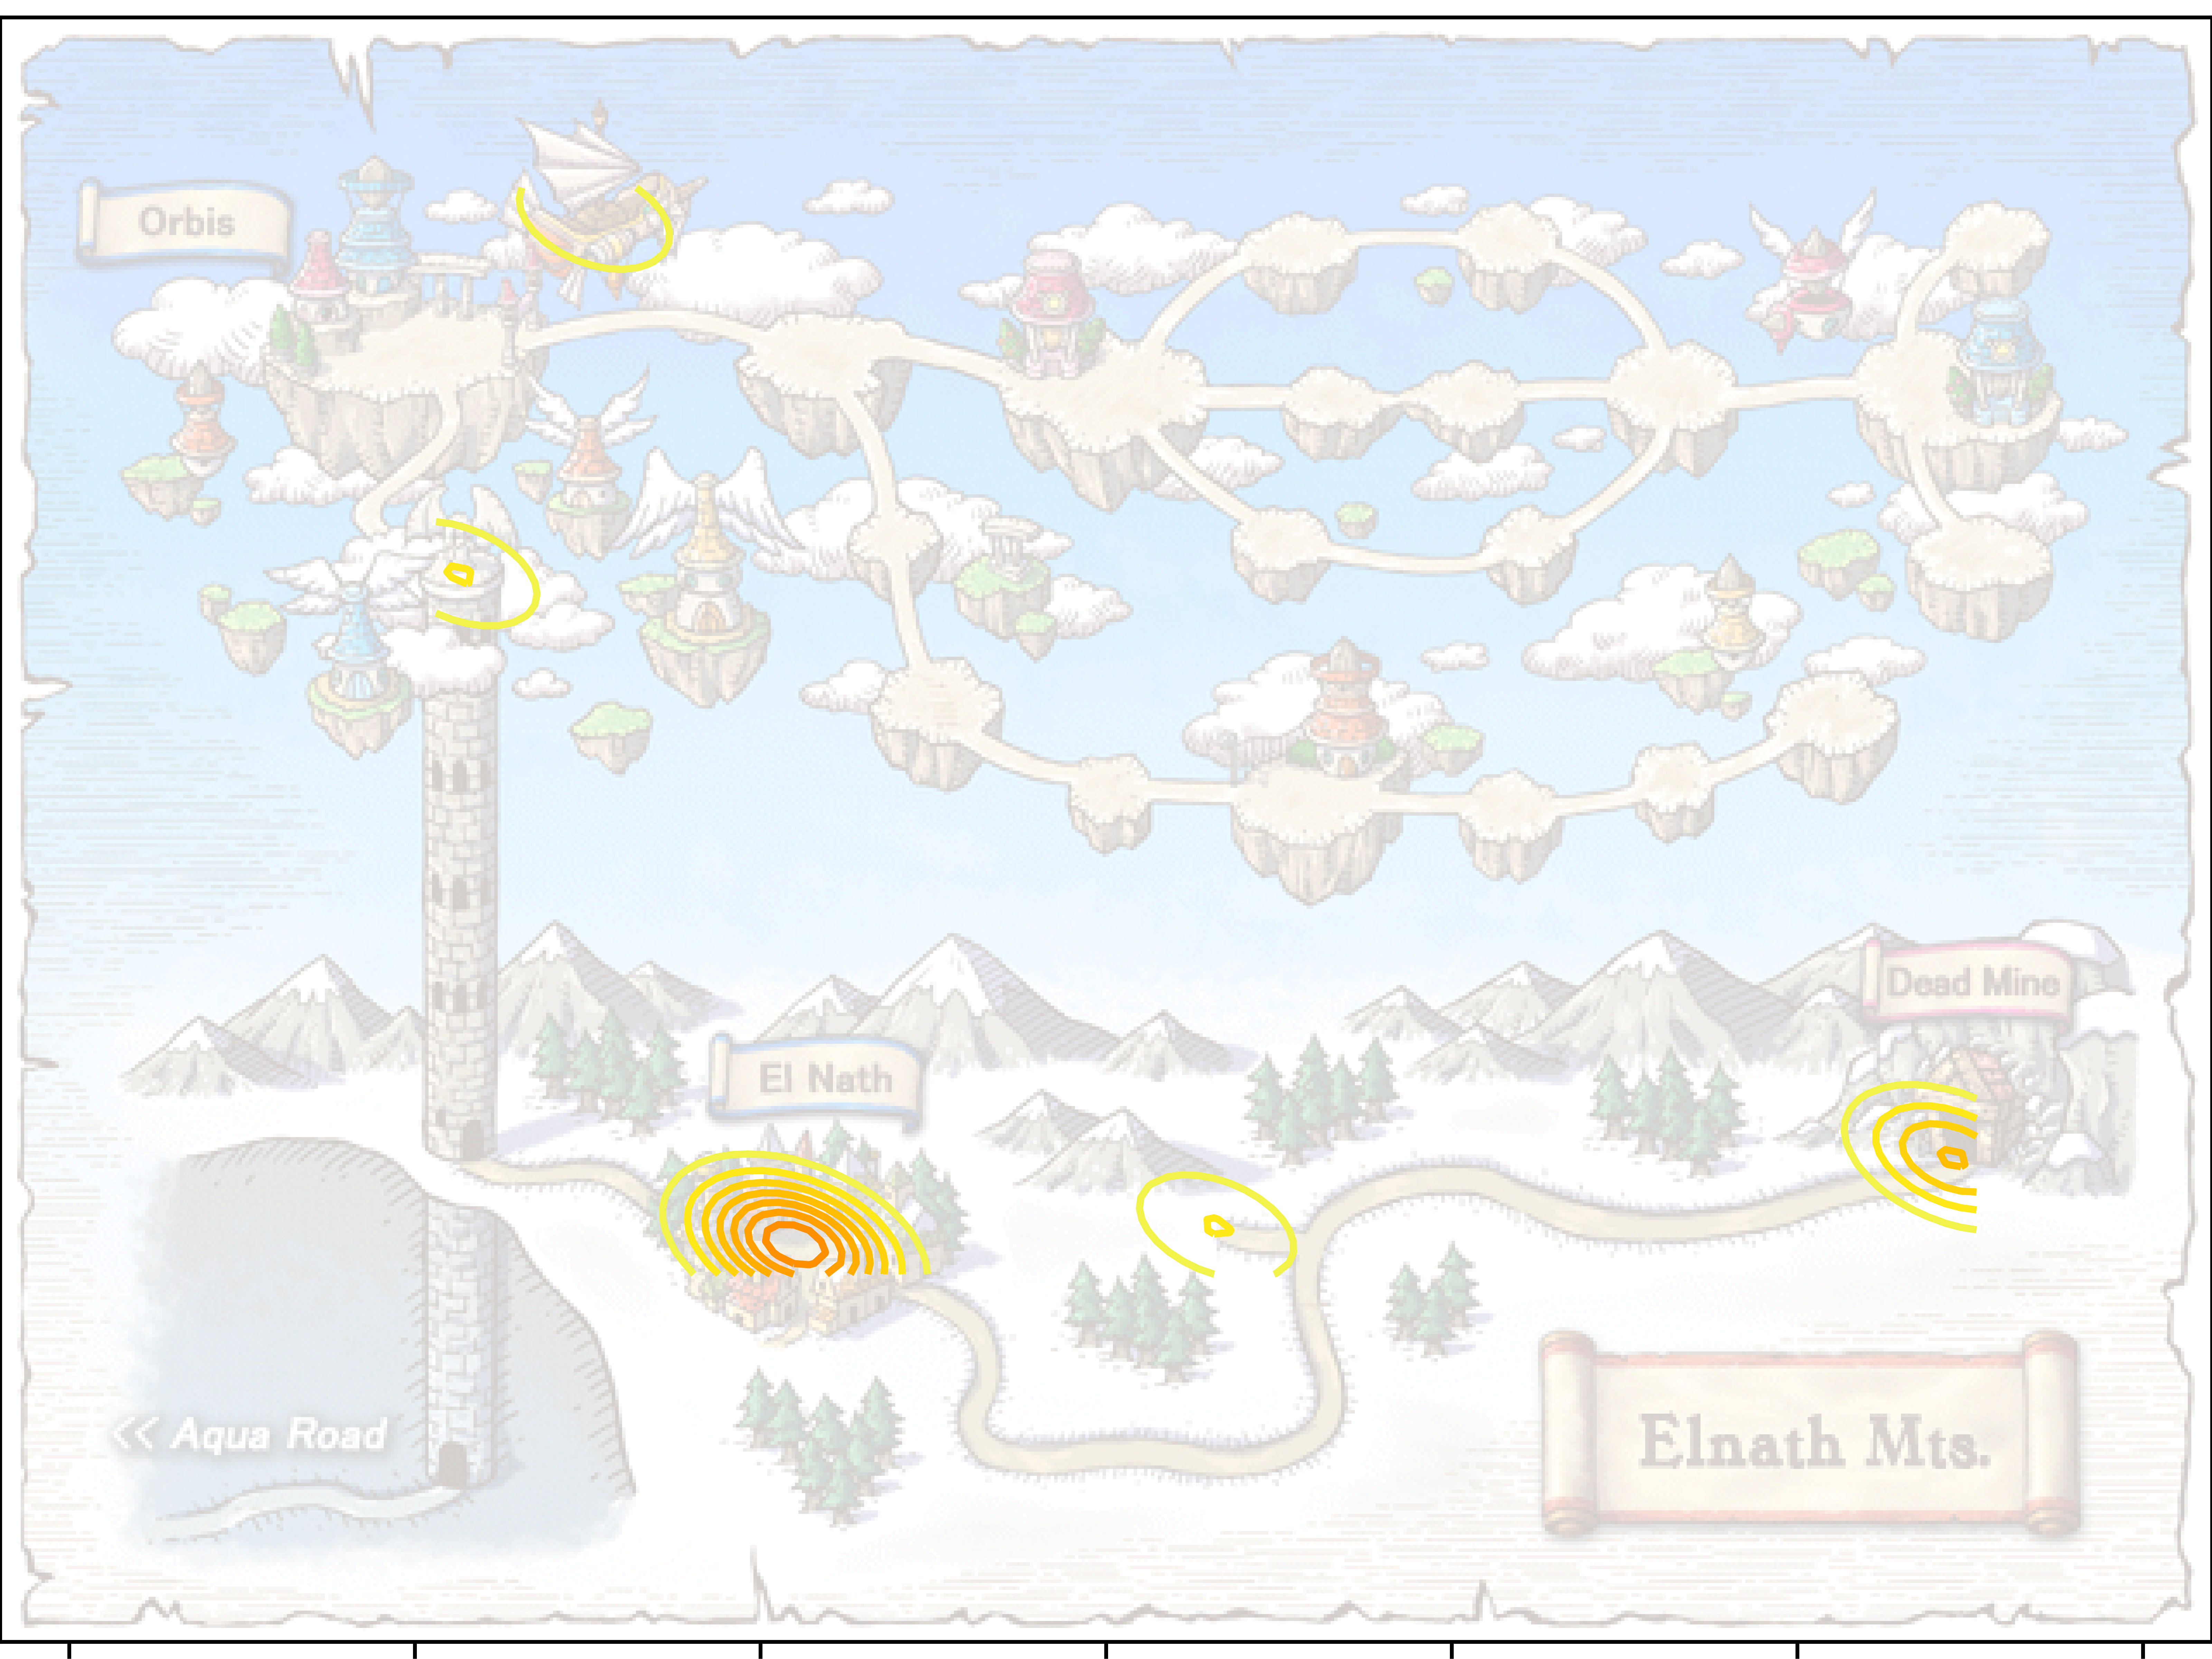 Orbis
Dead Mine
El Nath
<< Aqua Road
Elnath Mts.